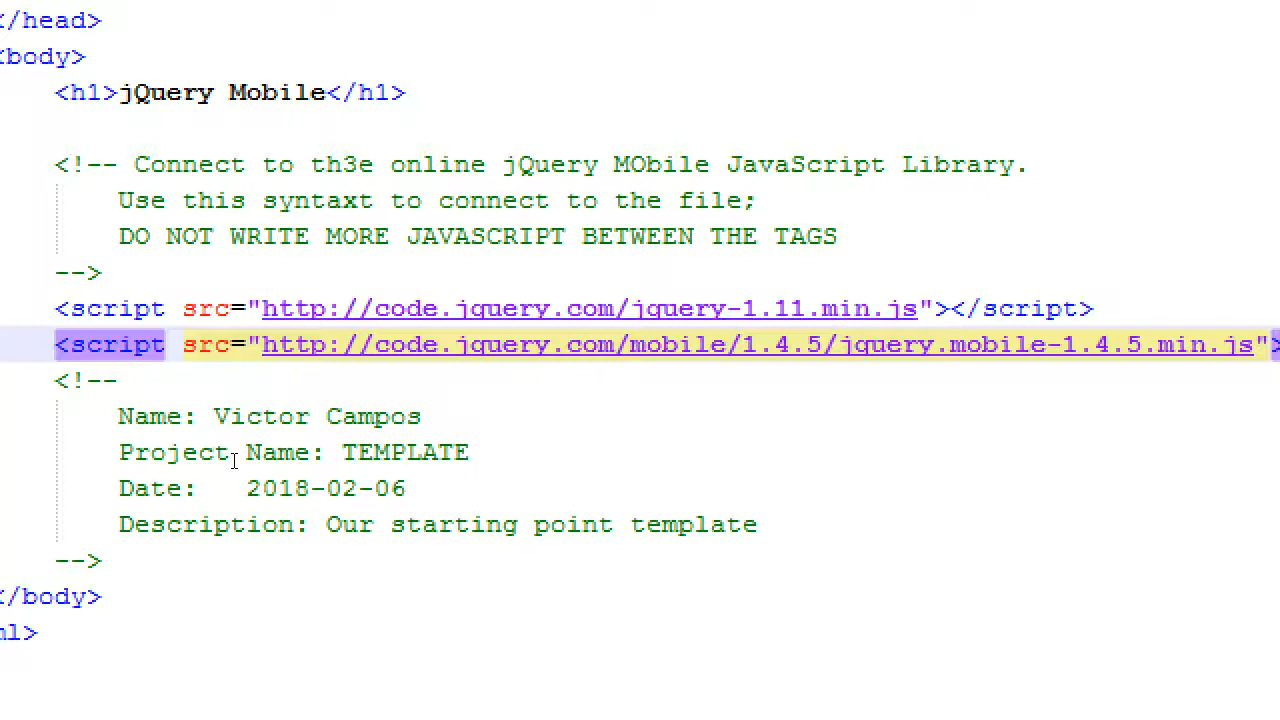 </head>
<body>
<h1>jQuery Mobile</h1>
<!-- Connect to th3e online jQuery MObile JavaScript Library.
Use this syntaxt to connect to the file;
DO NOT WRITE MORE JAVASCRIPT BETWEEN THE TAGS
-->
<script src="http://code.jquery.com/jquery-1.11.min.js"></script>
<script src="http://code.jquery.com/mobile/1.4.5/jquery.mobile-1.4.5.min.js">
<!--
Name: Victor Campos
Project Name: TEMPLATE
Date: 2018-02-06
Description: Our starting point template
-->
</body>
ml>